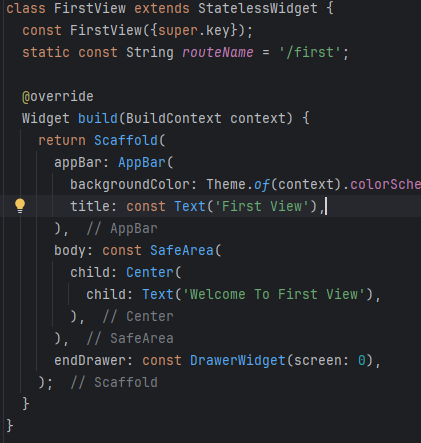 class FirstView extends StatelessWidget {
  const FirstView({super.key});
  static const String routeName = '/first';

  @override
  Widget build(BuildContext context) {
    return Scaffold(
      appBar: AppBar(
        backgroundColor: Theme.of(context).colorSche
        title: const Text('First View'),
      ),  // AppBar
      body: const SafeArea(
        child: Center(
          child: Text('Welcome To First View'),
        ),  // Center
      ),  // SafeArea
      endDrawer: const DrawerWidget(screen: 0),
    );  // Scaffold
  }
}